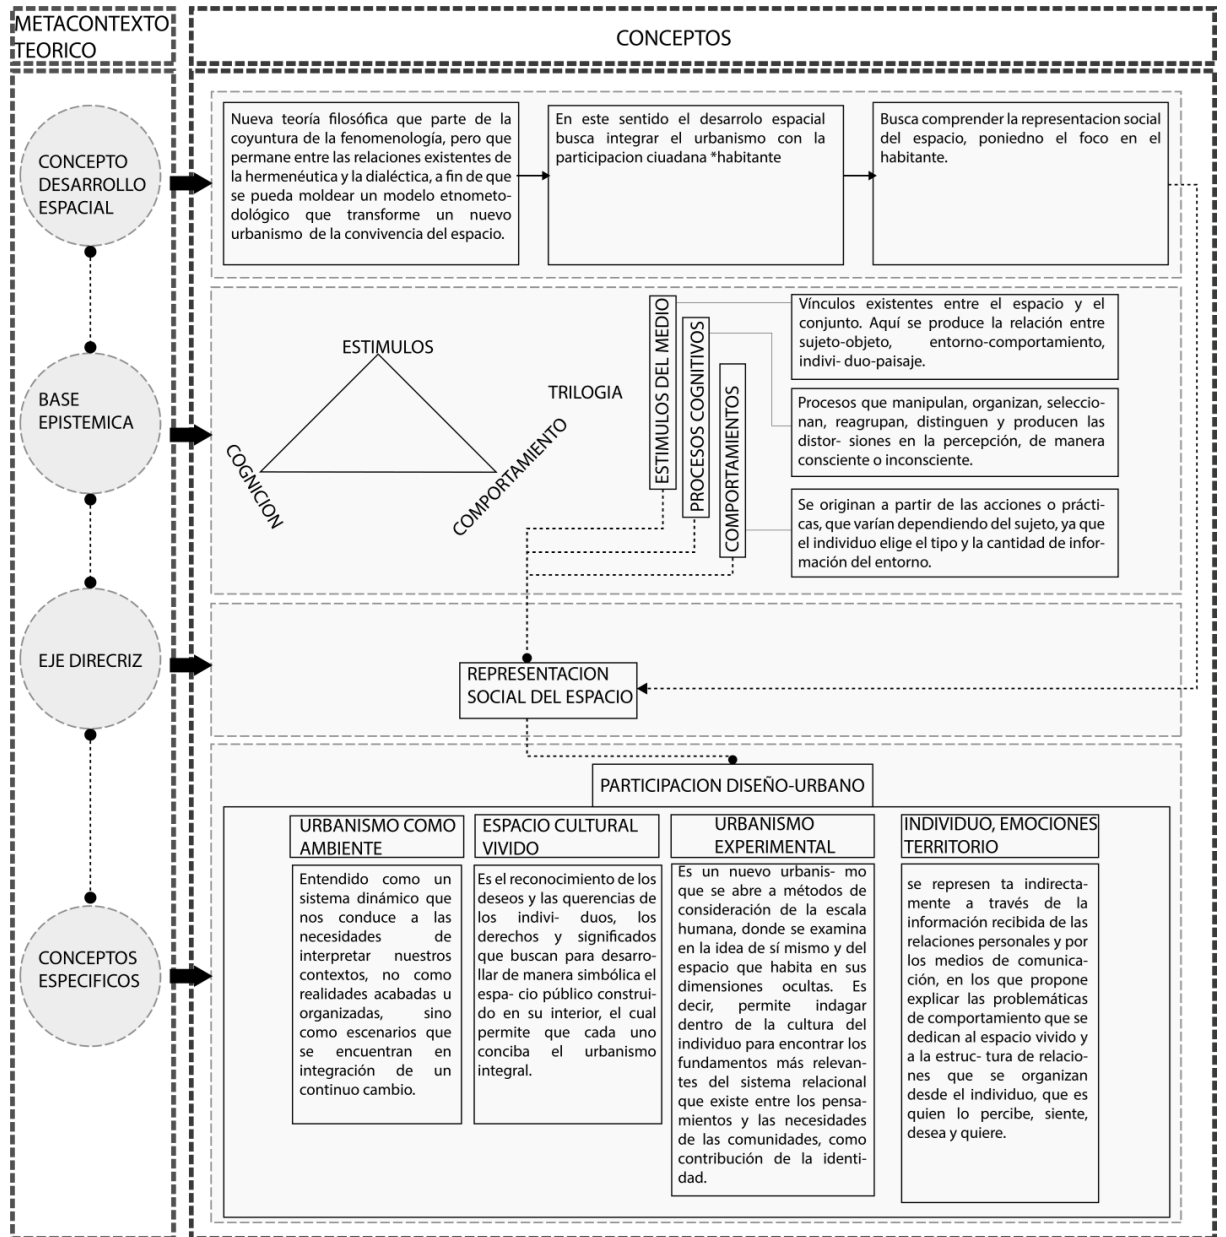 METACONTEXTO
TEORICO
CONCEPTOS
CONCEPTO
DESARROLLO
ESPACIAL
Nueva teoría filosófica que parte de la
coyuntura de la fenomenología, pero que
permane entre las relaciones existentes de
la hermenéutica y la dialéctica, a fin de que
se pueda moldear un modelo etnometo-
dológico que transforme un nuevo
urbanismo de la convivencia del espacio.
En este sentido el desarrolo espacial
busca integrar el urbanismo con la
participacion ciuadana *habitante
Busca comprender la representacion social
del espacio, poniedno el foco en el
habitante.
BASE
EPISTEMICA
ESTIMULOS
COGNICION
COMPORTAMIENTO
TRILOGIA
ESTIMULOS DEL MEDIO
PROCESOS COGNITIVOS
COMPORTAMIENTOS
Vínculos existentes entre el espacio y el
conjunto. Aquí se produce la relación entre
sujeto-objeto, entorno-comportamiento,
indivi- duo-paisaje.
Procesos que manipulan, organizan, seleccio-
nan, reagrupan, distinguen y producen las
distor- siones en la percepción, de manera
consciente o inconsciente.
Se originan a partir de las acciones o prácti-
cas, que varían dependiendo del sujeto, ya que
el individuo elige el tipo y la cantidad de infor-
mación del entorno.
EJE DIRECRIZ
REPRESENTACION
SOCIAL DEL ESPACIO
CONCEPTOS
ESPECIFICOS
PARTICIPACION DISEÑO-URBANO
URBANISMO COMO
AMBIENTE
Entendido como un
sistema dinámico que
nos conduce a las
necesidades de
interpretar nuestros
contextos, no como
realidades acabadas u
organizadas, sino
como escenarios que
se encuentran en
integración de un
continuo cambio.
ESPACIO CULTURAL
VIVIDO
Es el reconocimiento de los
deseos y las querencias de
los indivi- duos, los
derechos y significados
que buscan para desarro-
llar de manera simbólica el
espa- cio público construi-
do en su interior, el cual
permite que cada uno
conciba el urbanismo
integral.
URBANISMO
EXPERIMENTAL
Es un nuevo urbanis- mo
que se abre a métodos de
consideración de la escala
humana, donde se examina
en la idea de sí mismo y del
espacio que habita en sus
dimensiones ocultas. Es
decir, permite indagar
dentro de la cultura del
individuo para encontrar los
fundamentos más relevan-
tes del sistema relacional
que existe entre los pensa-
mientos y las necesidades
de las comunidades, como
contribución de la identi-
dad.
INDIVIDUO, EMOCIONES
TERRITORIO
se represen ta indirecta-
mente a través de la
información recibida de las
relaciones personales y por
los medios de comunica-
ción, en los que propone
explicar las problemáticas
de comportamiento que se
dedican al espacio vivido y
a la estruc- tura de relacio-
nes que se organizan
desde el individuo, que es
quien lo percibe, siente,
desea y quiere.